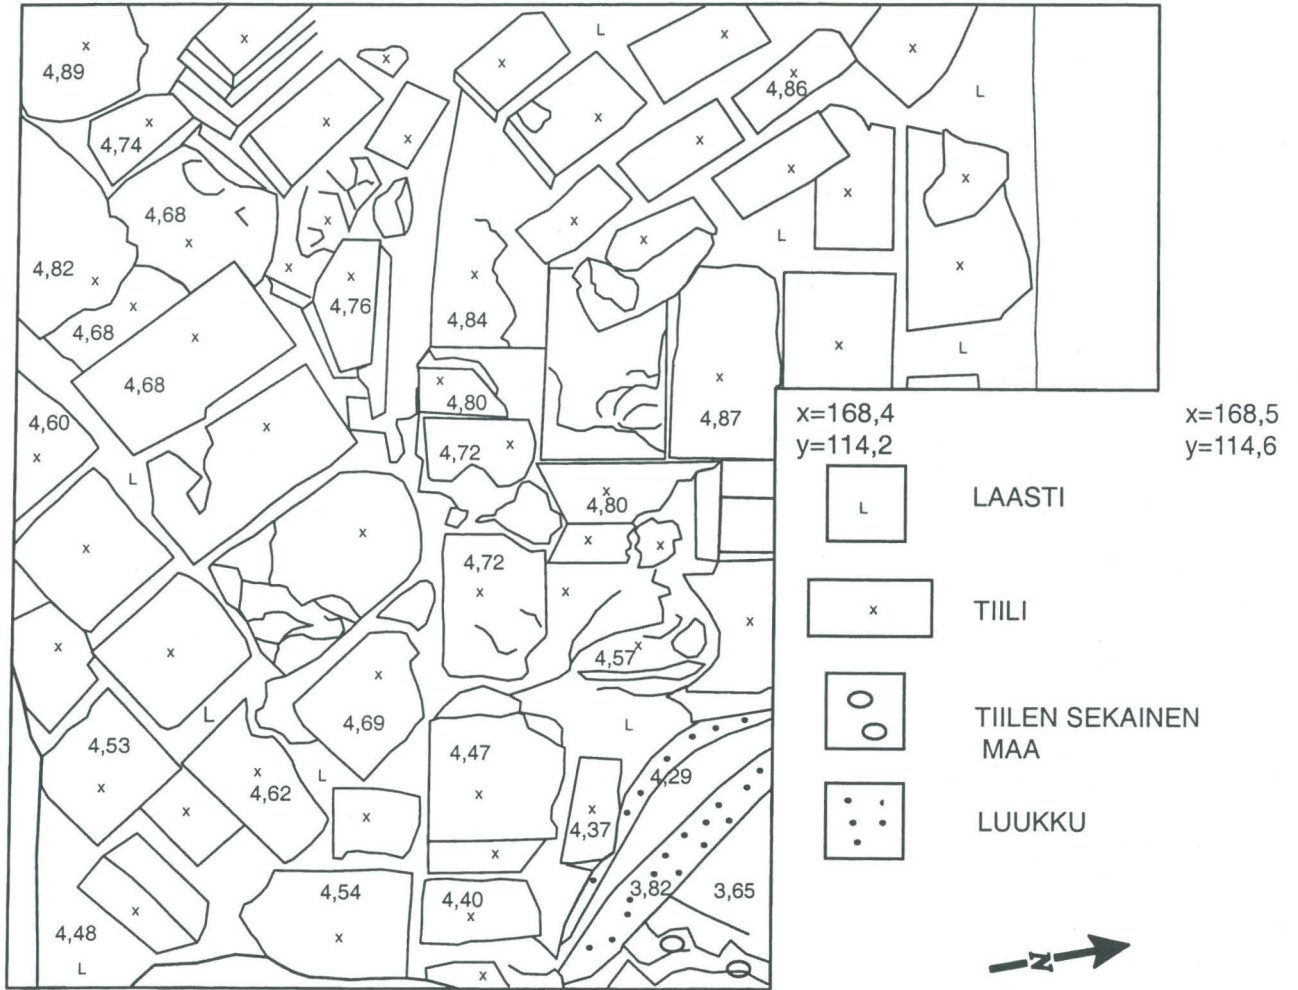 x L
x x
4,89 x x x x
4,86 L
x x
4,74 x x x
x x
4,68 x x x
x x L
4,82 x x x x x
x 4,76
4,68 x 4,84
x L
4,68 x x
4,80 4,87
4,60 x x
x 4,72
L
x 4,80
x x x x
4,72
x x x
x x 4,57 x
x
L 4,69 L
4,53 4,47
x 4,29
x 4,62 L x x
x x 4,37
x
4,54 4,40 3,82 3,65
x x
4,48 x
L x
x=168,4 x=168,5
y=114,2 y=114,6
L LAASTI
x TIILI
TIILEN SEKAINEN
MAA
LUUKKU
N